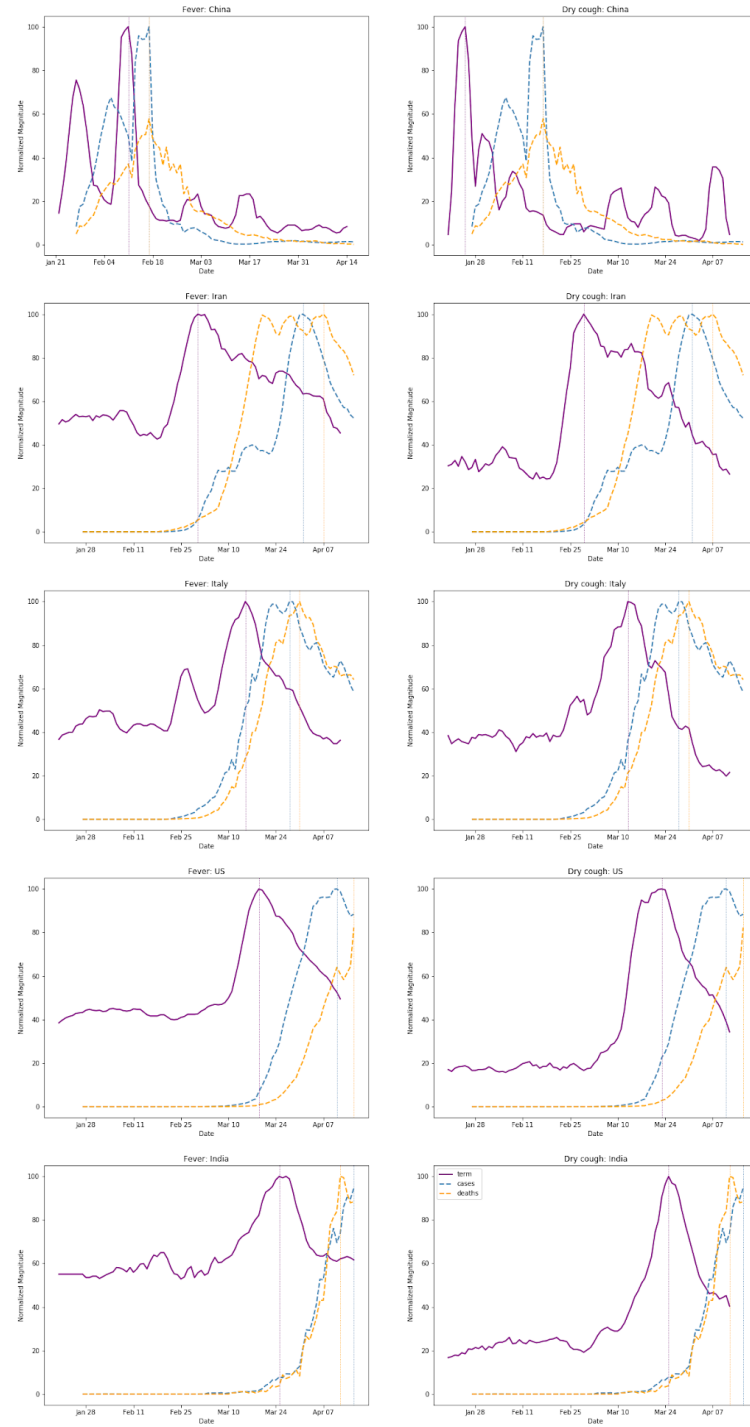 Fever: China
Normalized Magnitude
100
80
60
40
20
0
Jan 21 Feb 04 Feb 18 Mar 03 Mar 17 Mar 31 Apr 14
Date
Dry cough: China
Normalized Magnitude
100
80
60
40
20
0
Jan 28 Feb 11 Feb 25 Mar 10 Mar 24 Apr 07
Date
Fever: Iran
Normalized Magnitude
100
80
60
40
20
0
Jan 28 Feb 11 Feb 25 Mar 10 Mar 24 Apr 07
Date
Dry cough: Iran
Normalized Magnitude
100
80
60
40
20
0
Jan 28 Feb 11 Feb 25 Mar 10 Mar 24 Apr 07
Date
Fever: Italy
Normalized Magnitude
100
80
60
40
20
0
Jan 28 Feb 11 Feb 25 Mar 10 Mar 24 Apr 07
Date
Dry cough: Italy
Normalized Magnitude
100
80
60
40
20
0
Jan 28 Feb 11 Feb 25 Mar 10 Mar 24 Apr 07
Date
Fever: US
Normalized Magnitude
100
80
60
40
20
0
Jan 28 Feb 11 Feb 25 Mar 10 Mar 24 Apr 07
Date
Dry cough: US
Normalized Magnitude
100
80
60
40
20
0
Jan 28 Feb 11 Feb 25 Mar 10 Mar 24 Apr 07
Date
Fever: India
Normalized Magnitude
100
80
60
40
20
0
Jan 28 Feb 11 Feb 25 Mar 10 Mar 24 Apr 07
Date
Dry cough: India
Normalized Magnitude
100
80
60
40
20
0
term
cases
deaths
Jan 28 Feb 11 Feb 25 Mar 10 Mar 24 Apr 07
Date